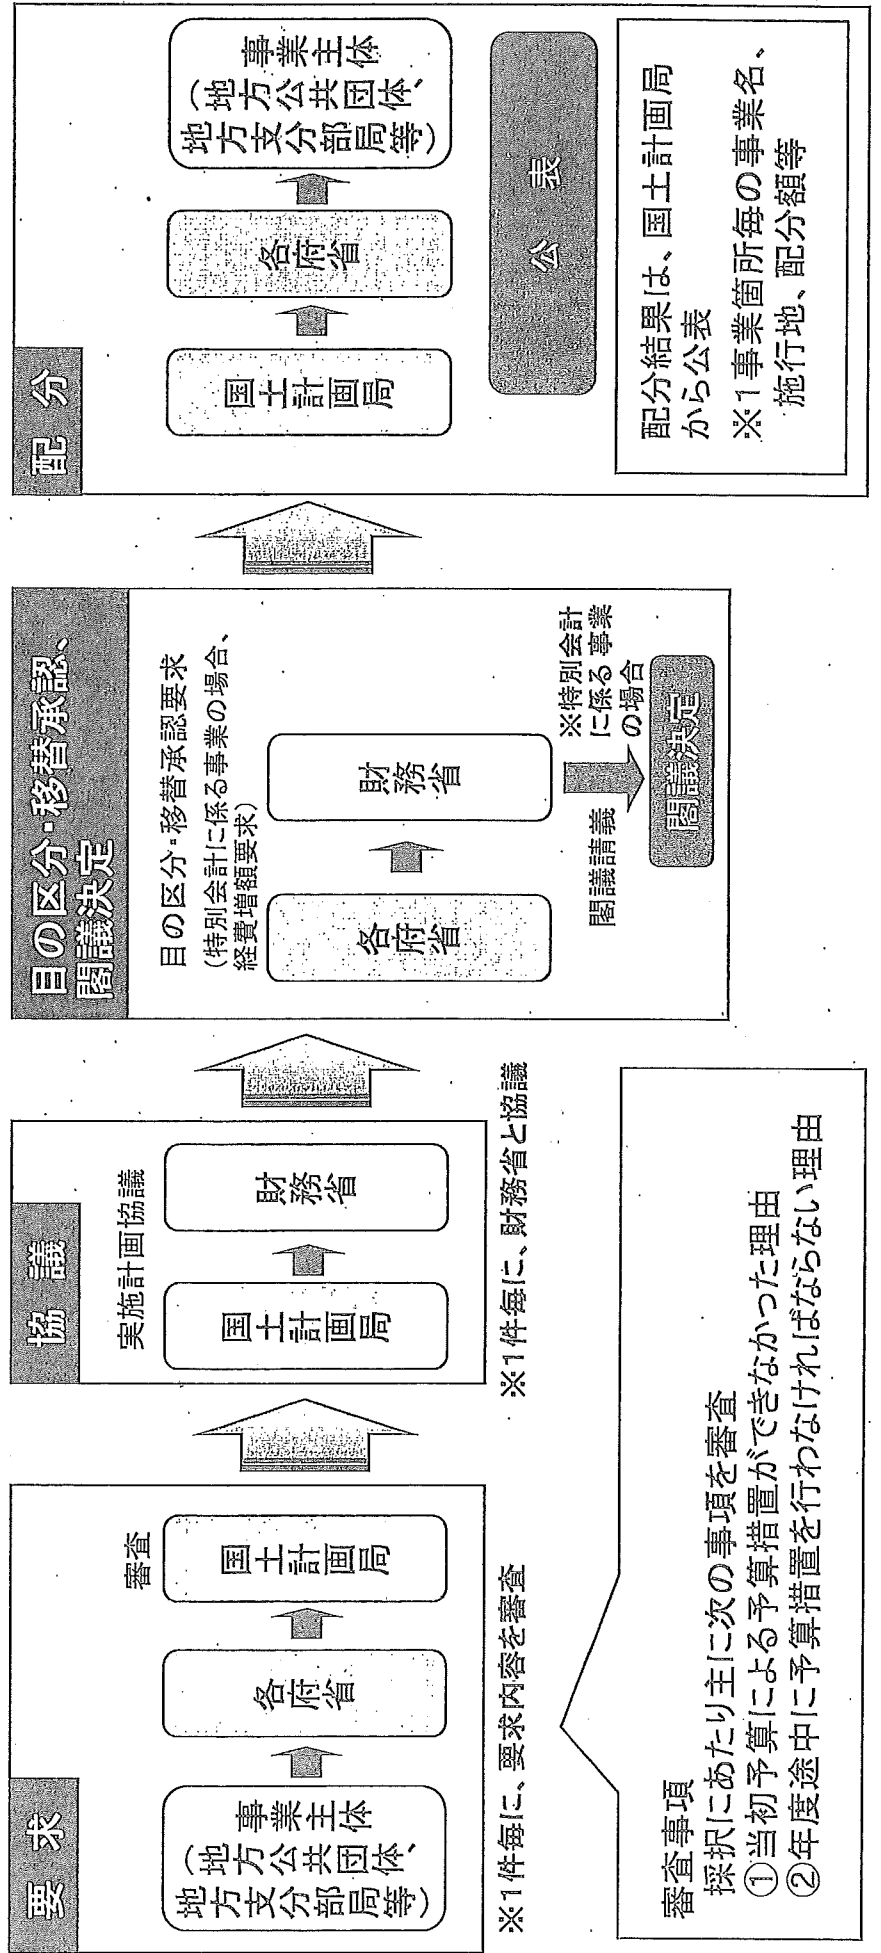 要 求
事業主体
(地方公共団体、
地方支分部局等)
各府省
審査
国土計画局
※1件毎に、要求内容を審査
審査事項
採択にあたり主に次の事項を審査
①当初予算による予算措置ができなかった理由
②年度途中に予算措置を行わなければならない理由
協 議
実施計画協議
国土計画局
財務省
※1件毎に、財務省と協議
目の区分・移替承認、
閣議決定
目の区分・移替承認要求
(特別会計に係る事業の場合、
経費増額要求)
各府省
財務省
閣議請義
※特別会計
に係る事業
の場合
閣議決定
配 分
国土計画局
各府省
事業主体
(地方公共団体、
地方支分部局等)
公 表
配分結果は、国土計画局
から公表
※1事業箇所毎の事業名、
施行地、配分額等